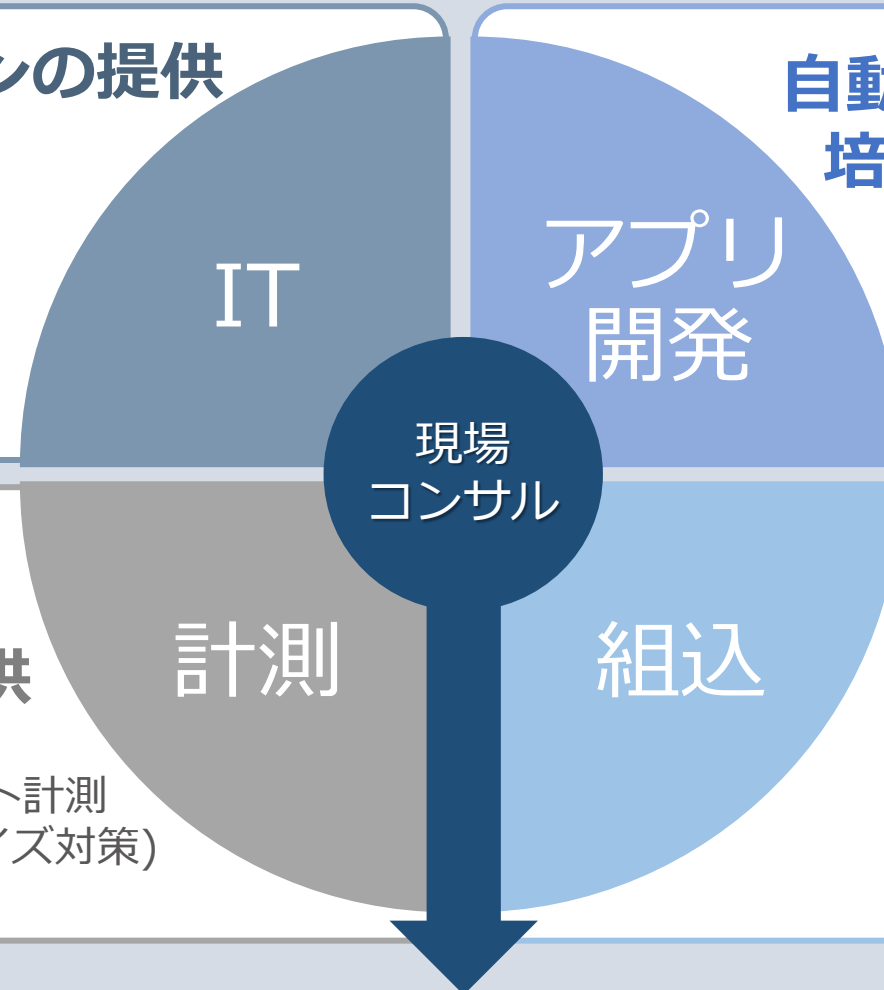 ンの提供
自動
培
IT
アプリ
開発
現場
コンサル
計測
組込
供
ト計測
イズ対策)